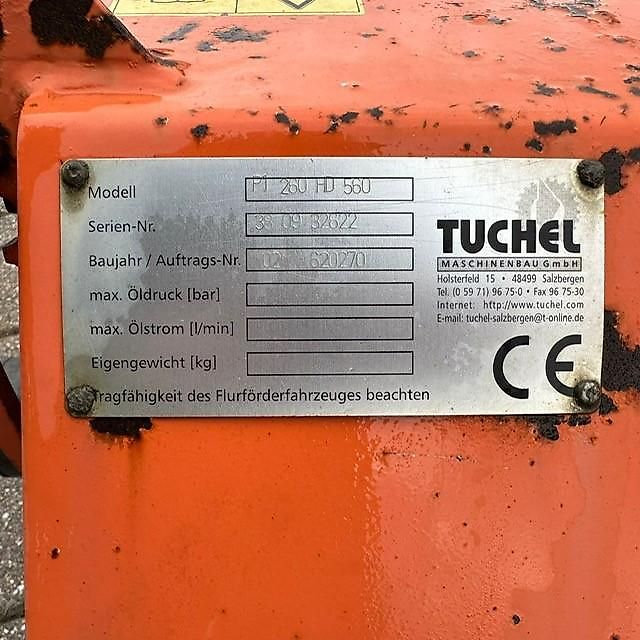 Modell P1 260 HD 560
Serien-Nr. 38 09 32622
Baujahr / Auftrags-Nr. 02 620270
max. Öldruck [bar]
max. Ölstrom [l/min]
Eigengewicht [kg]
Tragfähigkeit des Flurförderfahrzeuges beachten
TUCHEL
MASCHINENBAU GmbH
Holsterfeld 15 • 48499 Salzbergen
Tel. (0 59 71) 96 75-0 • Fax 96 75-30
Internet: http://www.tuchel.com
E-mail: tuchel-salzbergen@t-online.de
CE